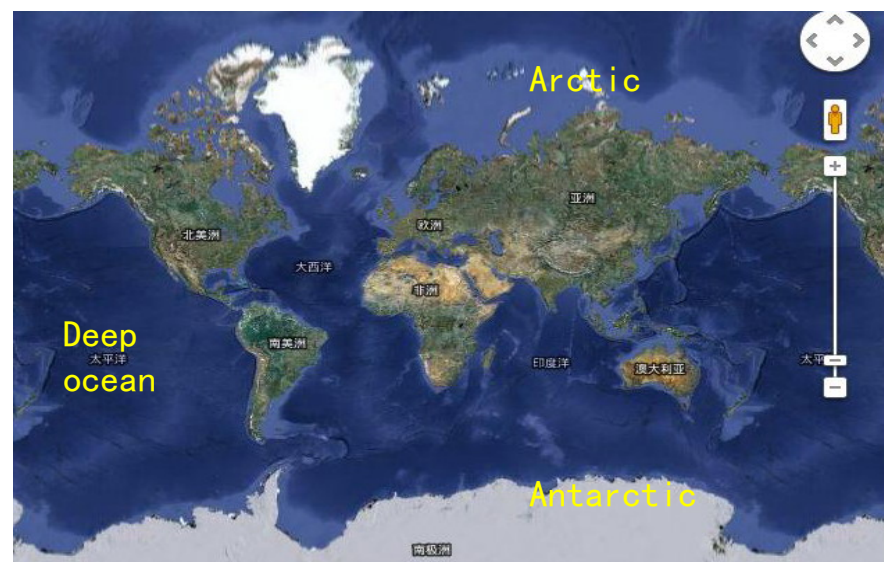 Arctic
亚洲
欧洲
北美洲
大西洋
非洲
Deep
ocean
太平洋
南美洲
印度洋
澳大利亚
太平
Antarctic
南极洲